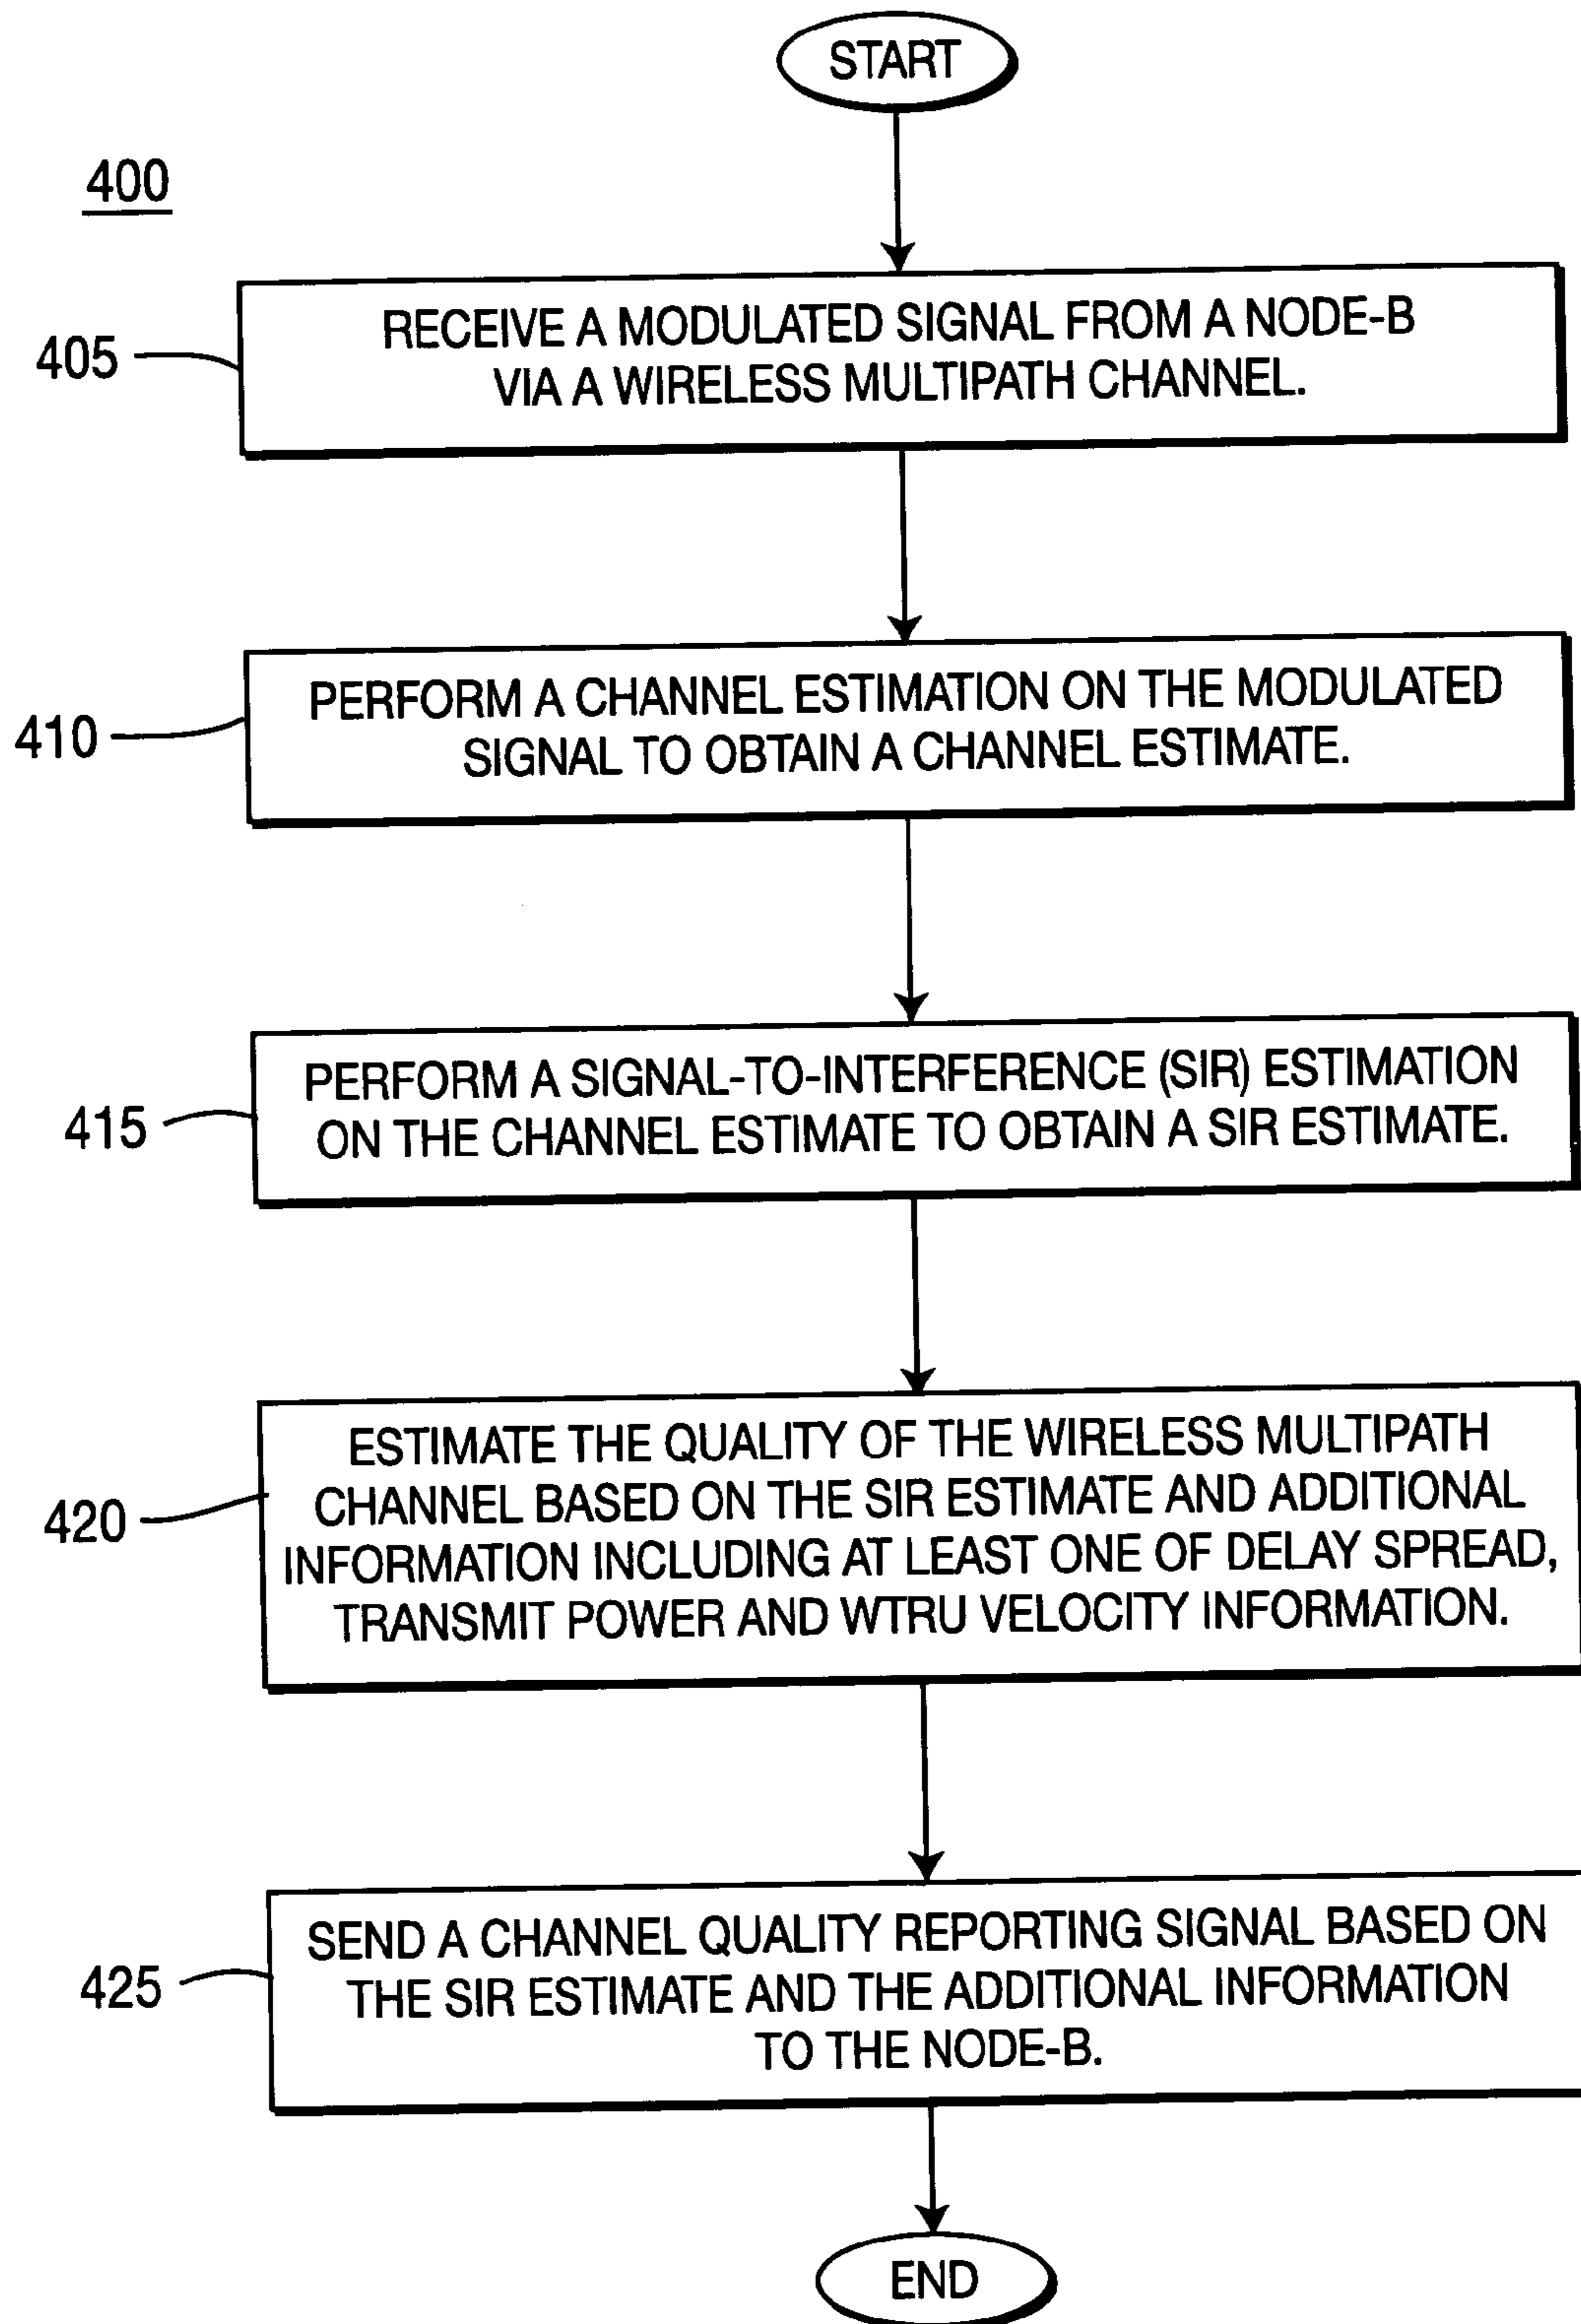 START
400
405
RECEIVE A MODULATED SIGNAL FROM A NODE-B
VIA A WIRELESS MULTIPATH CHANNEL.
410
PERFORM A CHANNEL ESTIMATION ON THE MODULATED
SIGNAL TO OBTAIN A CHANNEL ESTIMATE.
415
PERFORM A SIGNAL-TO-INTERFERENCE (SIR) ESTIMATION
ON THE CHANNEL ESTIMATE TO OBTAIN A SIR ESTIMATE.
420
ESTIMATE THE QUALITY OF THE WIRELESS MULTIPATH
CHANNEL BASED ON THE SIR ESTIMATE AND ADDITIONAL
INFORMATION INCLUDING AT LEAST ONE OF DELAY SPREAD,
TRANSMIT POWER AND WTRU VELOCITY INFORMATION.
425
SEND A CHANNEL QUALITY REPORTING SIGNAL BASED ON
THE SIR ESTIMATE AND THE ADDITIONAL INFORMATION
TO THE NODE-B.
END